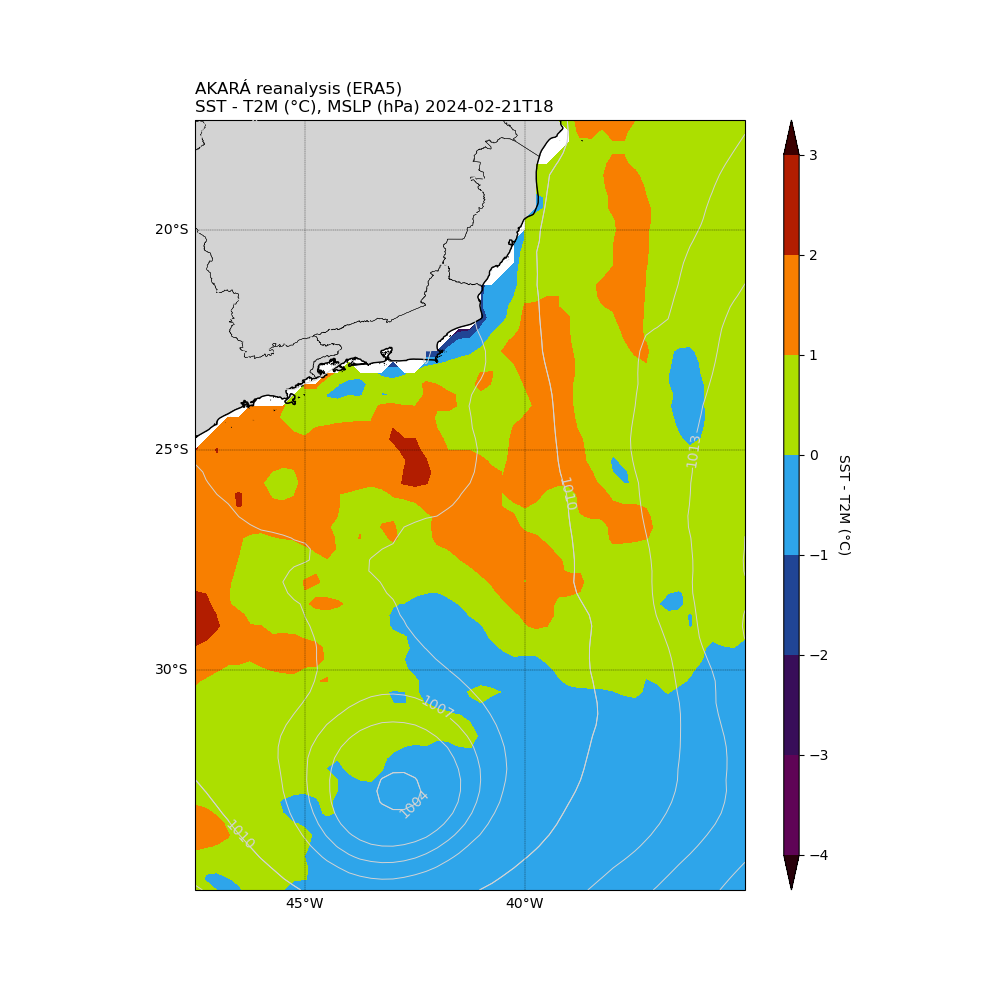 AKARÁ reanalysis (ERA5)
SST - T2M (°C), MSLP (hPa) 2024-02-21T18
20°S
25°S
30°S
45°W
40°W
1013
1010
1007
1004
1010
3
2
1
0
−1
−2
−3
−4
SST - T2M (°C)